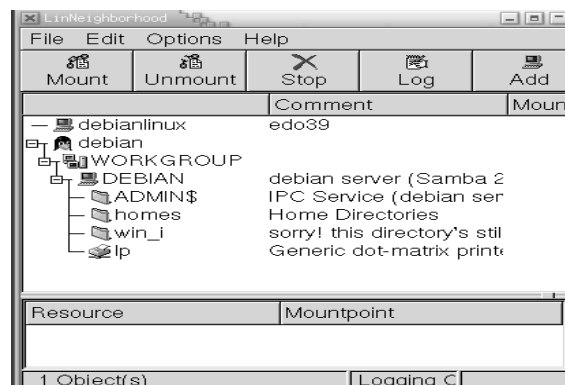 LinNeighborhood
File Edit Options Help
Mount Unmount Stop Log Add
Comment Moun
debianlinux edo39
debian
WORKGROUP
DEBIAN debian server (Samba 2
ADMIN$ IPC Service (debian ser
homes Home Directories
win_i sorry! this directory's stil
lp Generic dot-matrix printe
Resource Mountpoint
1 Object(s) Logging C